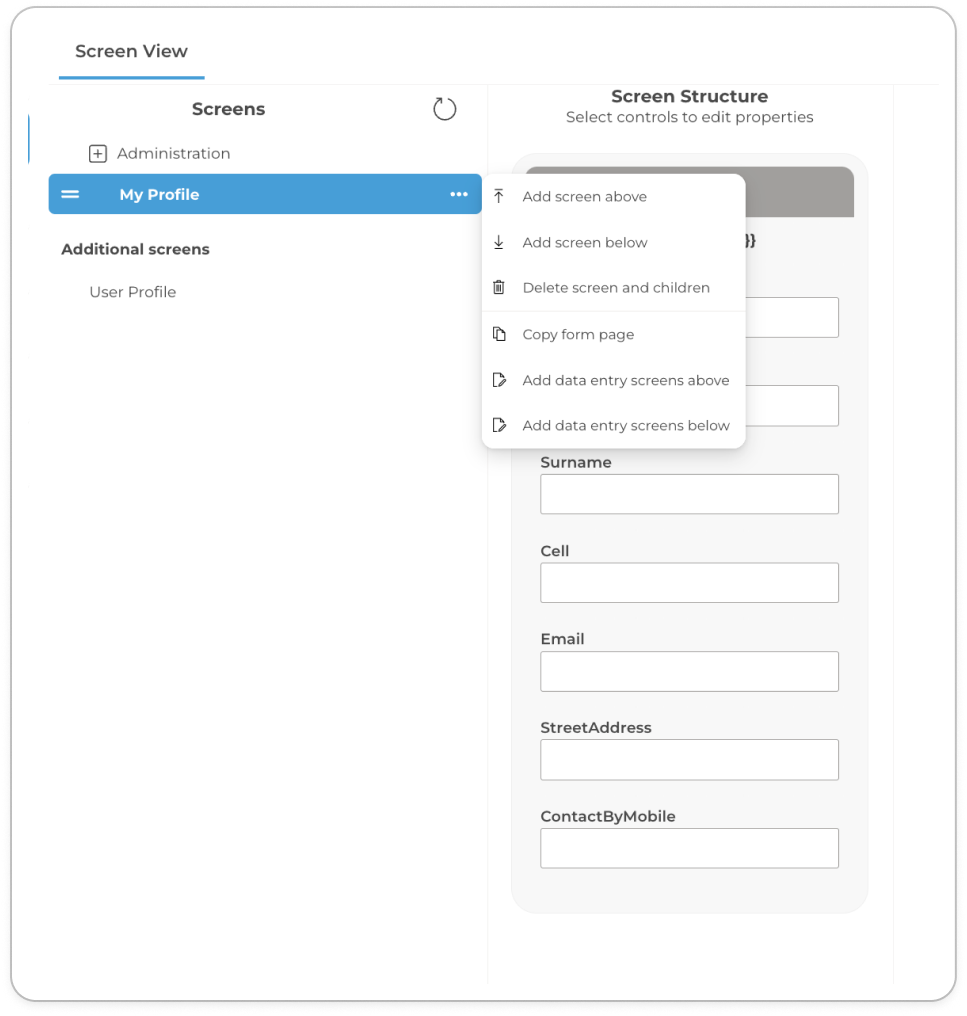 Screen View
Screens
Administration
My Profile
Additional screens
User Profile
Screen Structure
Select controls to edit properties
Add screen above
Add screen below
Delete screen and children
Copy form page
Add data entry screens above
Add data entry screens below
}}
Surname
Cell
Email
StreetAddress
ContactByMobile